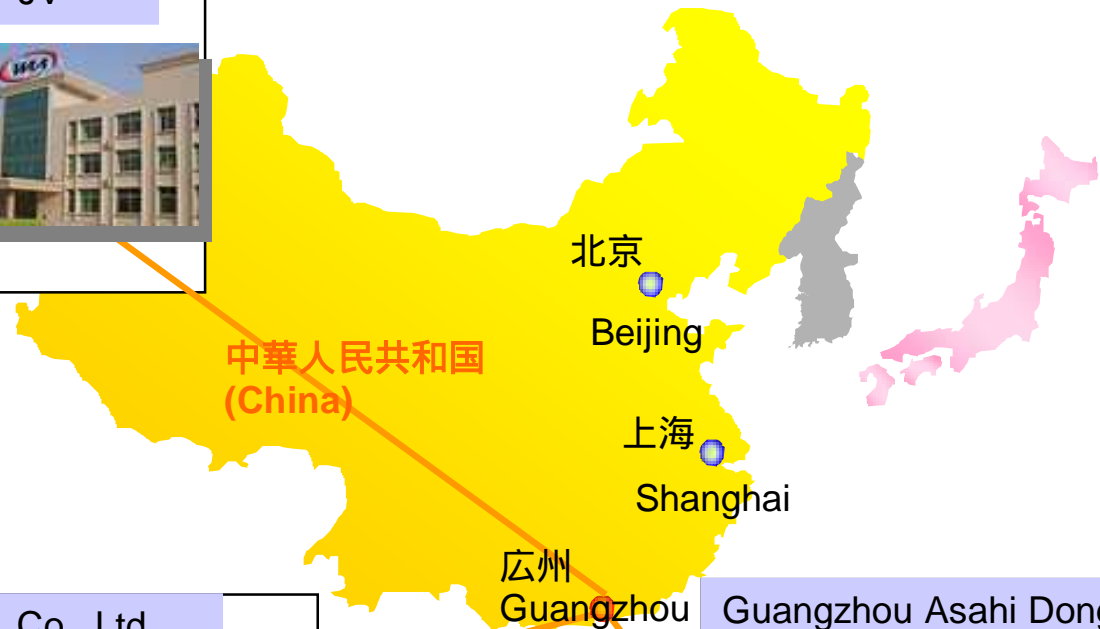 北京
Beijing
中華人民共和国
(China)
上海
Shanghai
広州
Guangzhou
Co., Ltd.
Guangzhou Asahi Dong